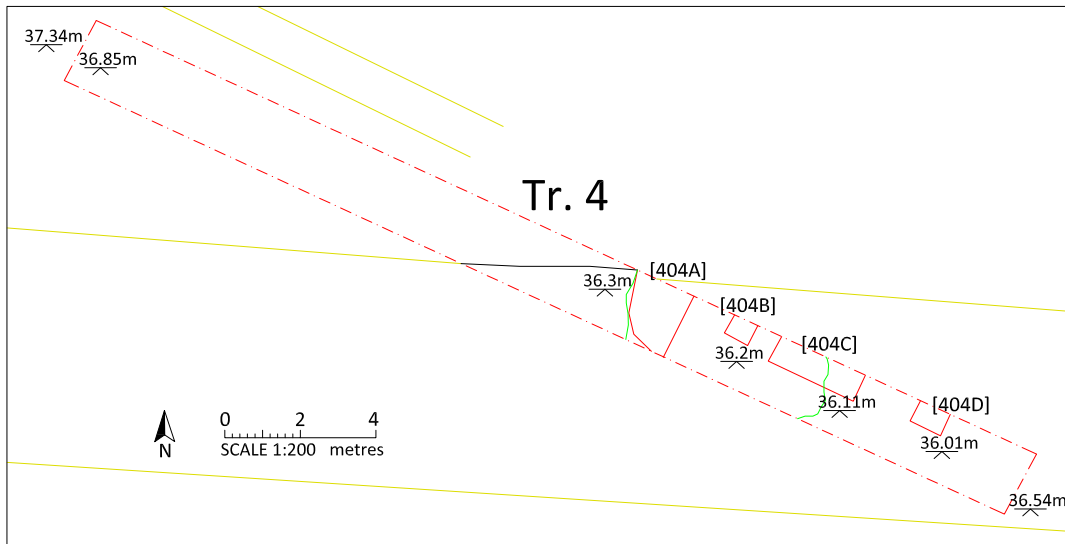 37.34m
36.85m
Tr. 4
[404A]
36.3m
[404B]
36.2m
[404C]
36.11m
[404D]
36.01m
36.54m
N
0 2 4
SCALE 1:200 metres